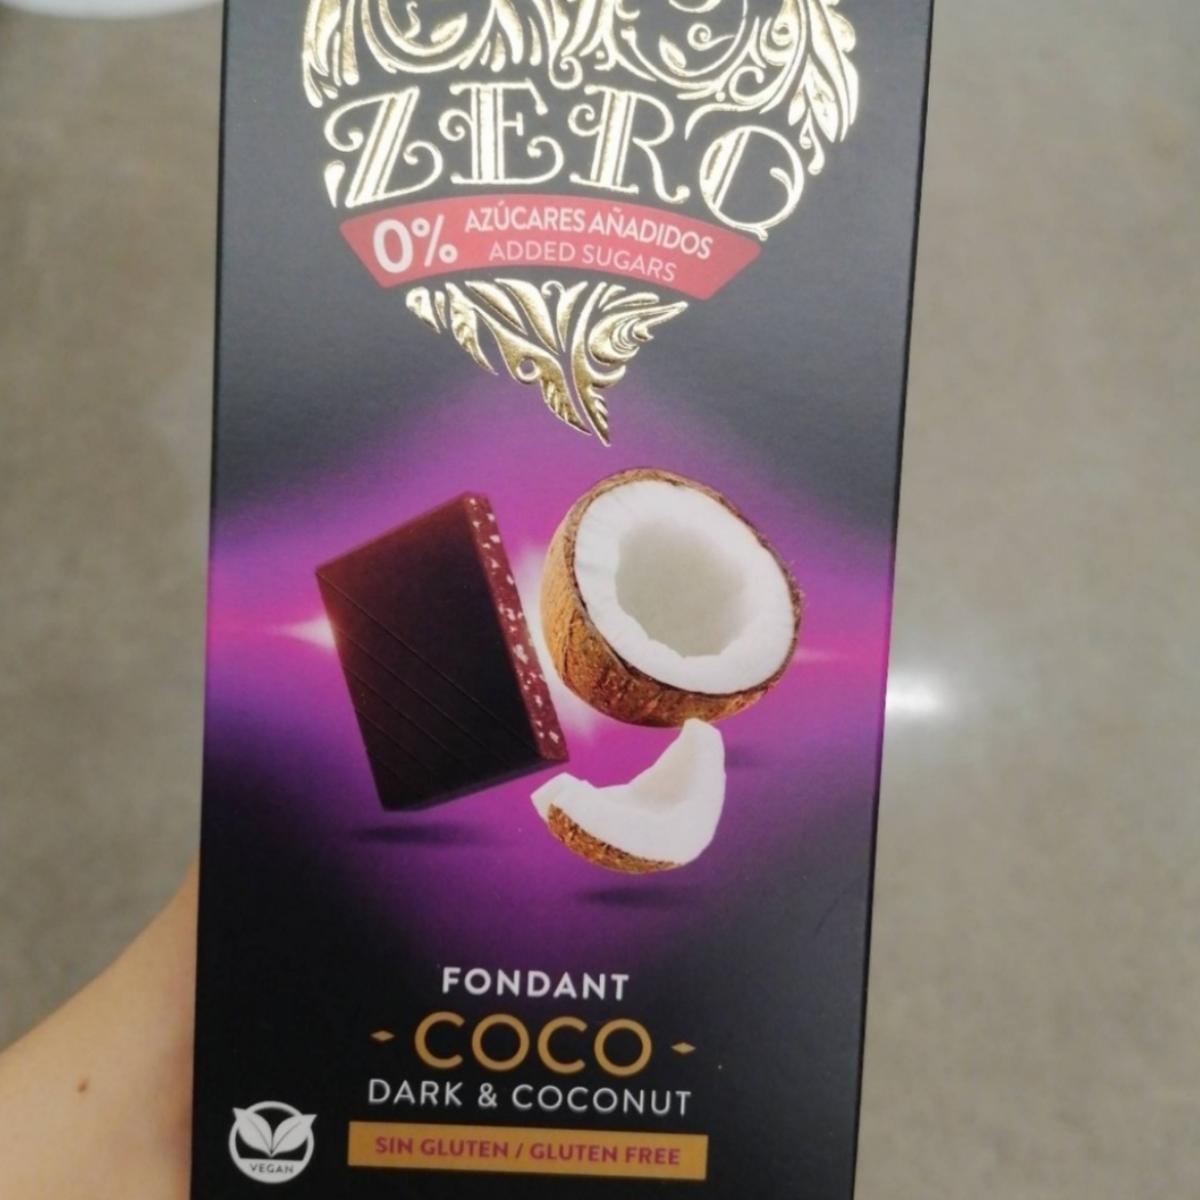 ZERO
0% AZÚCARES AÑADIDOS
ADDED SUGARS
FONDANT
- COCO -
DARK & COCONUT
SIN GLUTEN / GLUTEN FREE
VEGAN